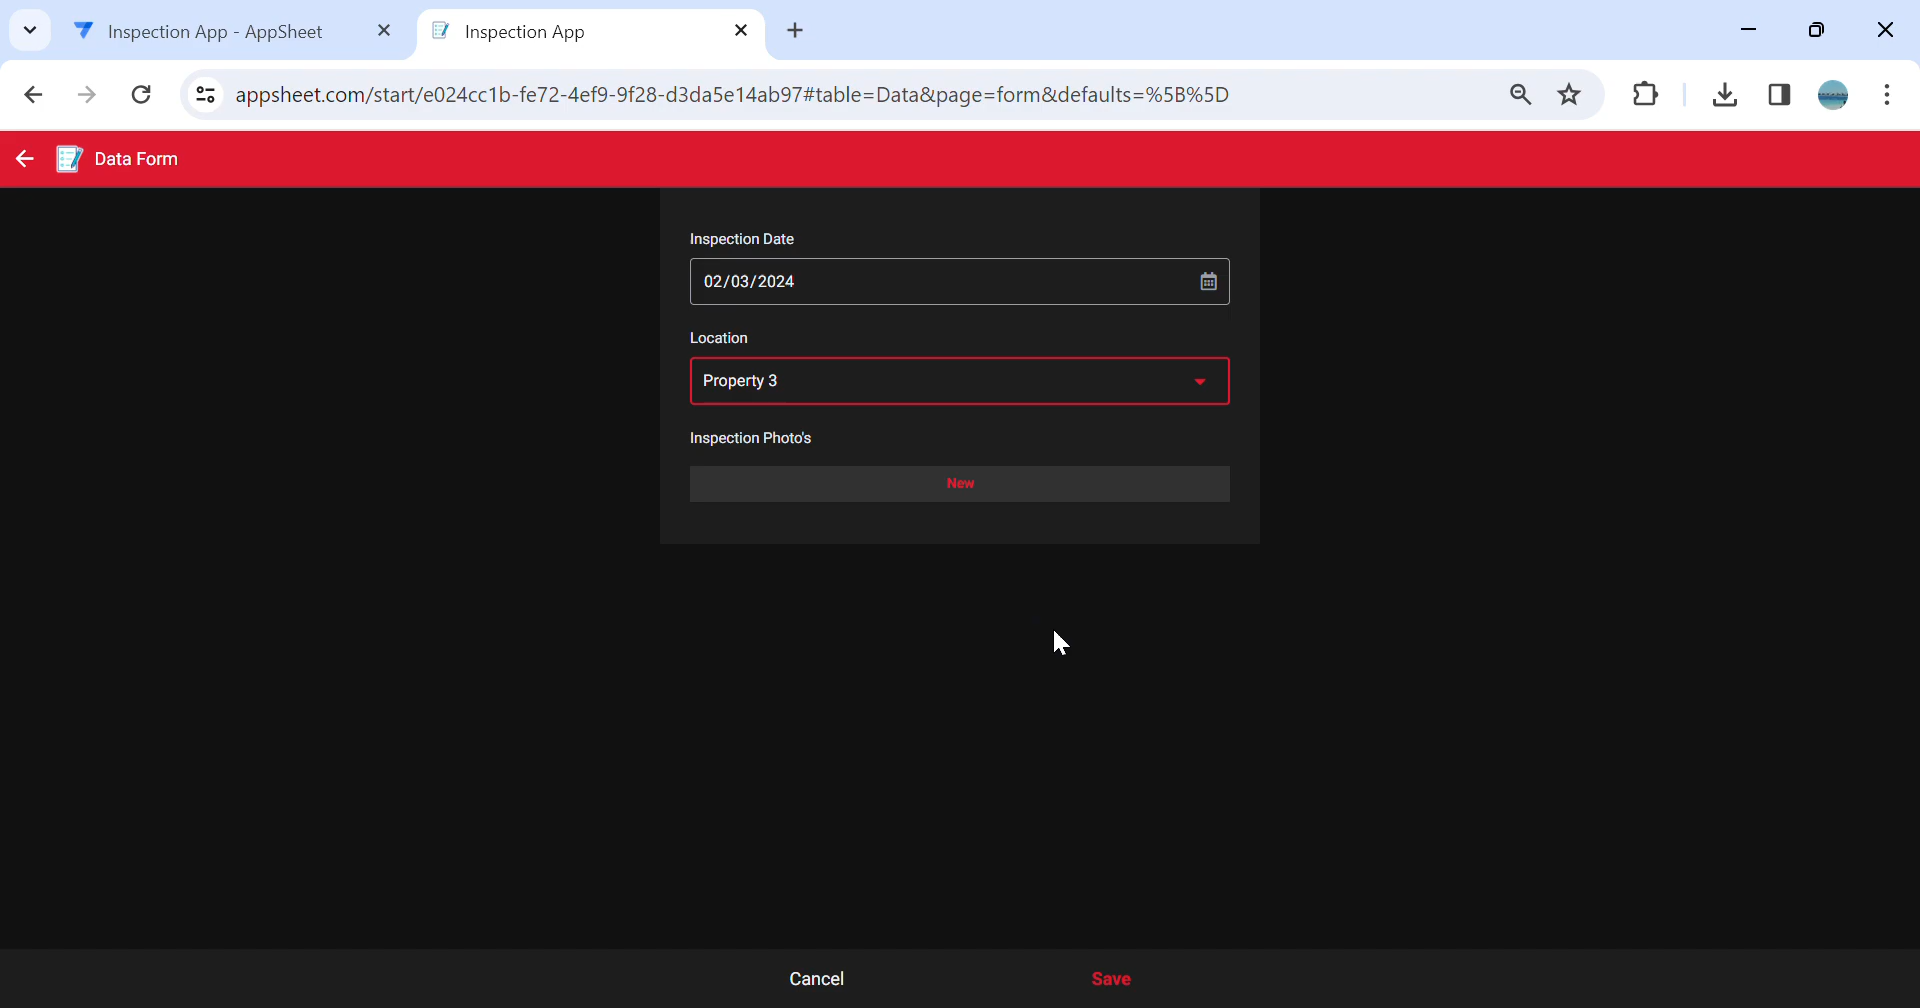 Inspection App - AppSheet
Inspection App
appsheet.com/start/e024cc1b-fe72-4ef9-9f28-d3da5e14ab97#table=Data&page=form&defaults=%5B%5D
Data Form
Inspection Date
02/03/2024
Location
Property 3
Inspection Photo's
New
Cancel
Save